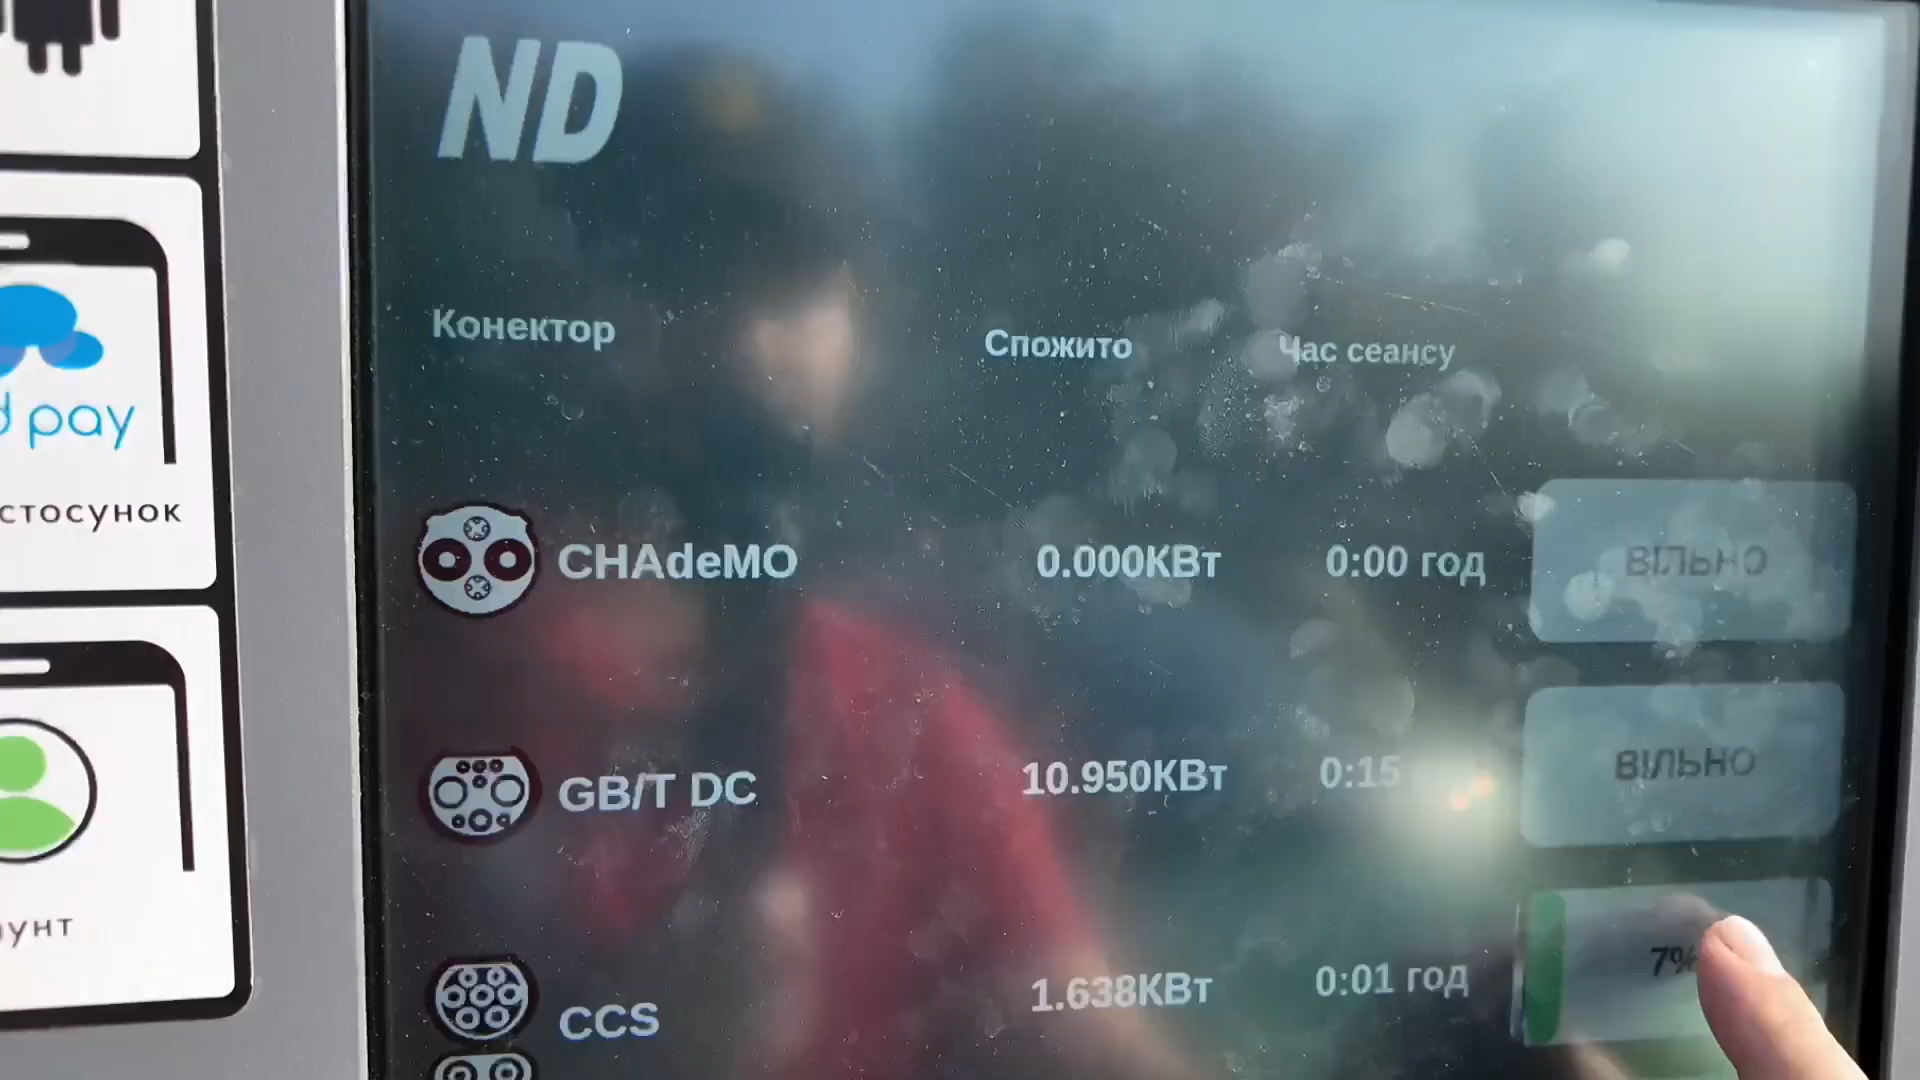 ND
Конектор Спожито Час сеансу
CHAdeMO 0.000КВт 0:00 год ВІЛЬНО
GB/T DC 10.950КВт 0:15 ВІЛЬНО
CCS 1.638КВт 0:01 год 7%
pay
стосунок
унт